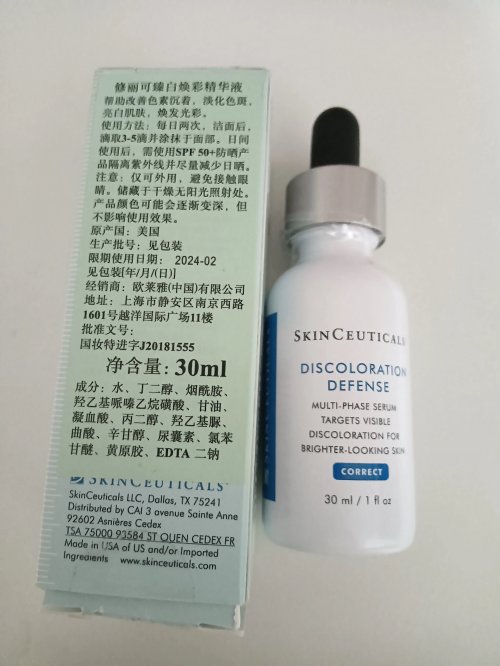 修丽可臻白焕彩精华液
帮助改善色素沉着，淡化色斑，
亮白肌肤，焕发光彩。
使用方法：每日两次，洁面后，
滴取3-5滴并涂抹于面部。日间
使用后，需使用SPF 50+防晒产
品隔离紫外线并尽量减少日晒。
注意：仅可外用，避免接触眼
睛。储藏于干燥无阳光照射处。
产品颜色可能会逐渐变深，但
不影响使用效果。
原产国：美国
生产批号：见包装
限期使用日期： 2024-02
见包装[年/月/(日)]
经销商：欧莱雅(中国)有限公司
地址：上海市静安区南京西路
1601号越洋国际广场11楼
批准文号：
国妆特进字J20181555
净含量：30ml
成分：水、丁二醇、烟酰胺、
羟乙基哌嗪乙烷磺酸、甘油、
凝血酸、丙二醇、羟乙基脲、
曲酸、辛甘醇、尿囊素、氯苯
甘醚、黄原胶、EDTA 二钠
SKINCEUTICALS
SkinCeuticals LLC, Dallas, TX 75241
Distributed by CAI 3 avenue Sainte Anne
92602 Asnières Cedex
TSA 75000 93584 ST OUEN CEDEX FR
Made in USA of US and/or Imported
Ingredients www.skinceuticals.com
SKINCEUTICALS
DISCOLORATION
DEFENSE
MULTI-PHASE SERUM
TARGETS VISIBLE
DISCOLORATION FOR
BRIGHTER-LOOKING SKIN
CORRECT
30 ml / 1 fl oz